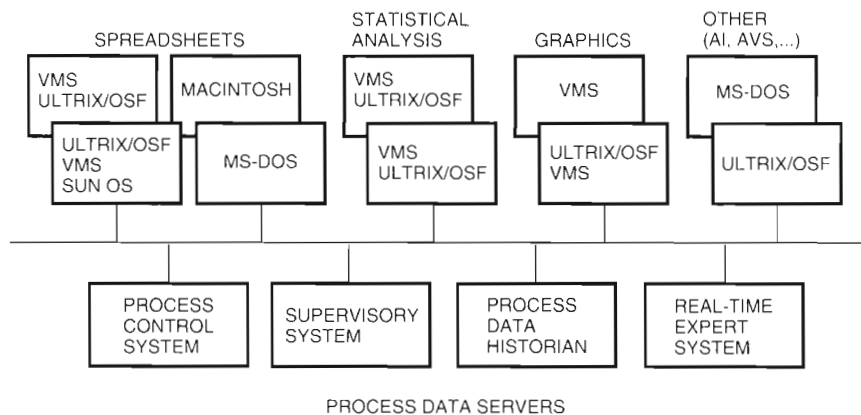 SPREADSHEETS
STATISTICAL
ANALYSIS
GRAPHICS
OTHER
(AI, AVS,...)
VMS
ULTRIX/OSF
MACINTOSH
VMS
ULTRIX/OSF
VMS
MS-DOS
ULTRIX/OSF
VMS
SUN OS
MS-DOS
VMS
ULTRIX/OSF
ULTRIX/OSF
VMS
ULTRIX/OSF
PROCESS
CONTROL
SYSTEM
SUPERVISORY
SYSTEM
PROCESS
DATA
HISTORIAN
REAL-TIME
EXPERT
SYSTEM
PROCESS DATA SERVERS